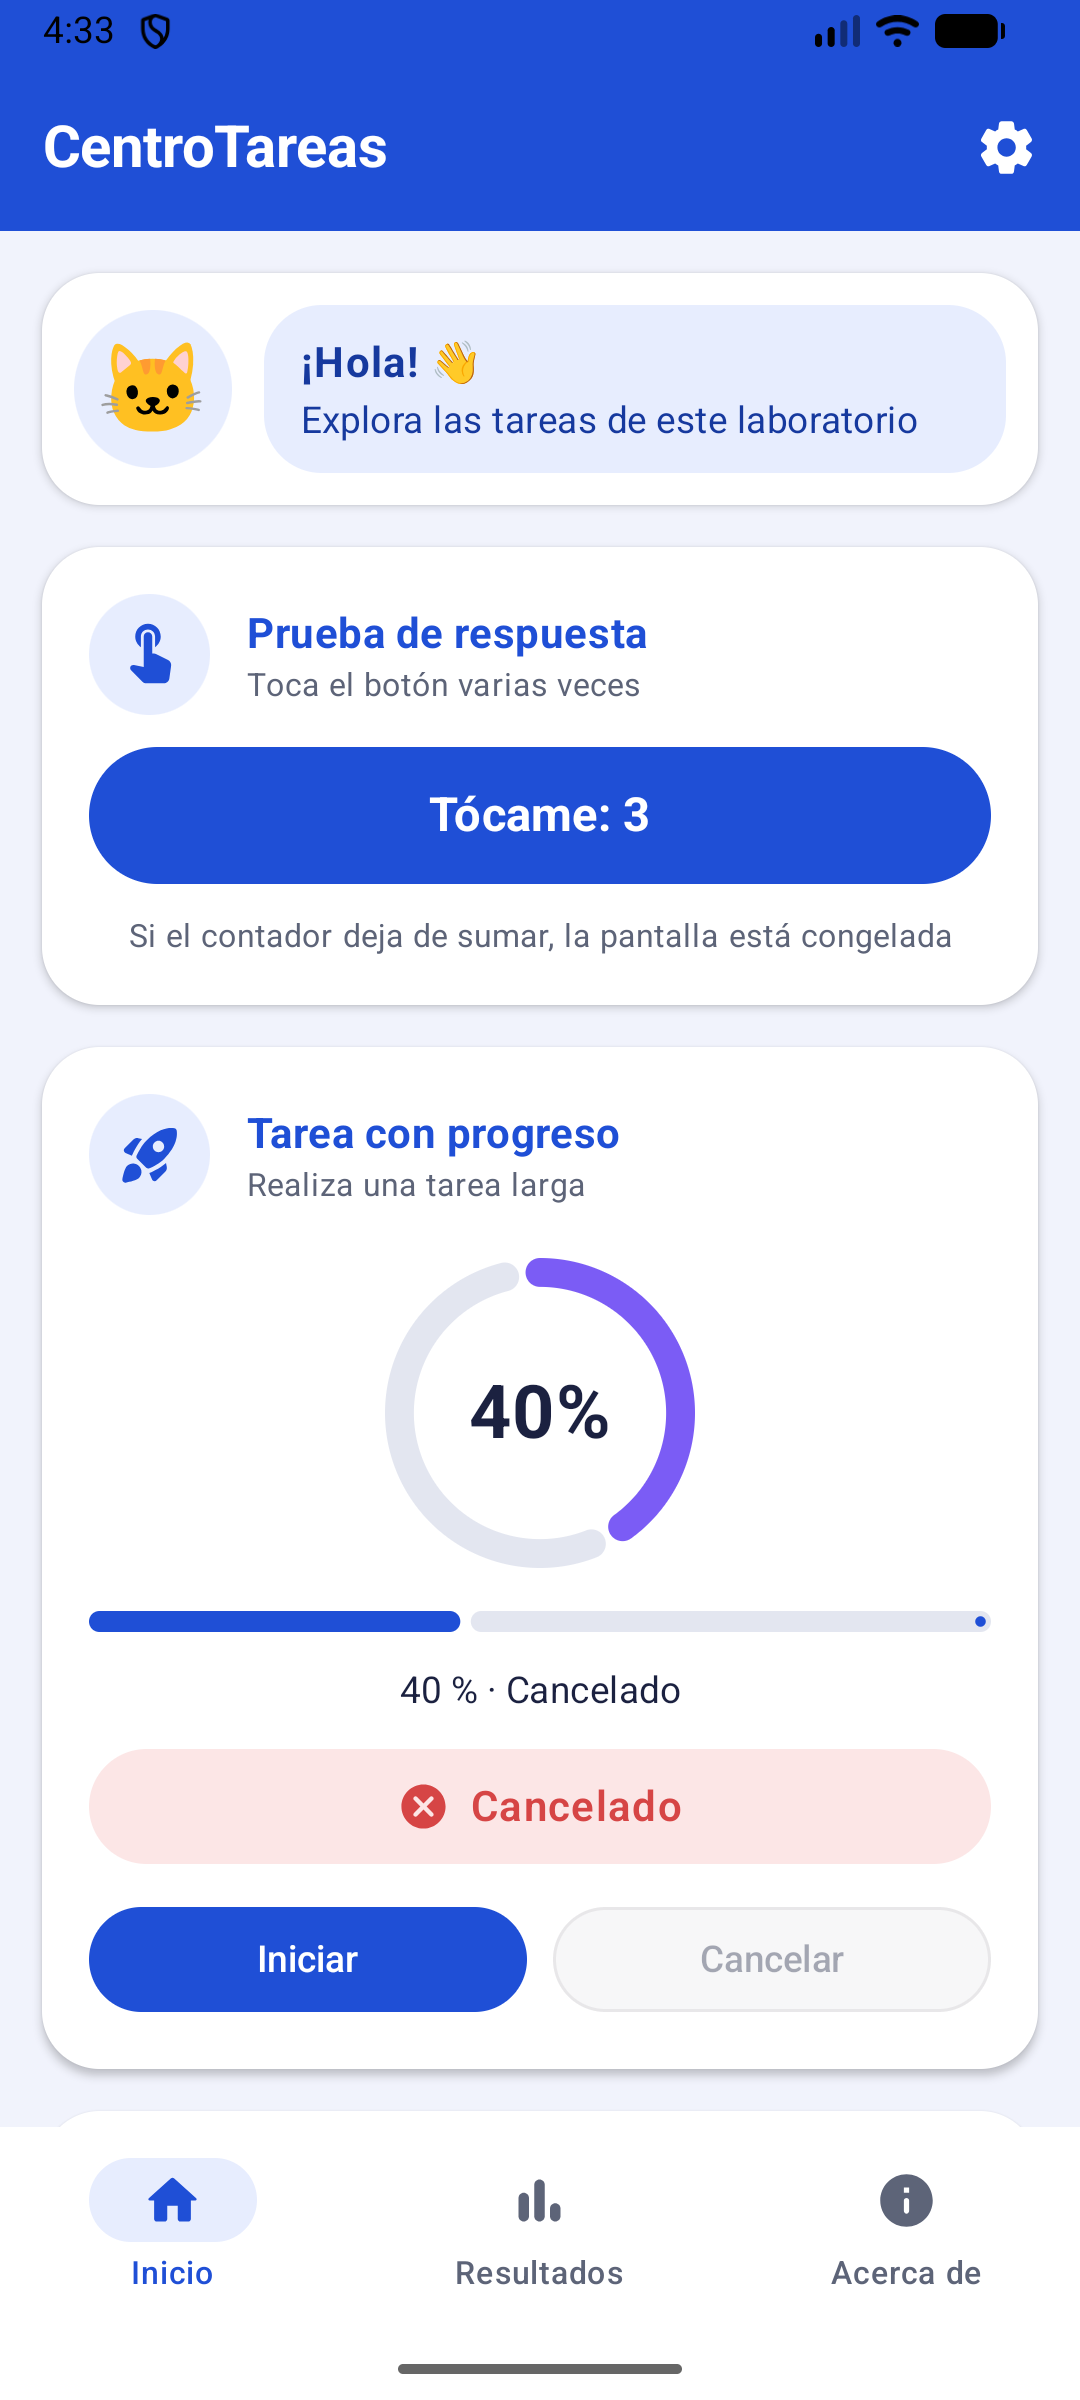 4:33
CentroTareas
¡Hola! 👋
Explora las tareas de este laboratorio
Prueba de respuesta
Toca el botón varias veces
Tócame: 3
Si el contador deja de sumar, la pantalla está congelada
Tarea con progreso
Realiza una tarea larga
40%
40 % · Cancelado
Cancelado
Iniciar
Cancelar
Inicio
Resultados
Acerca de